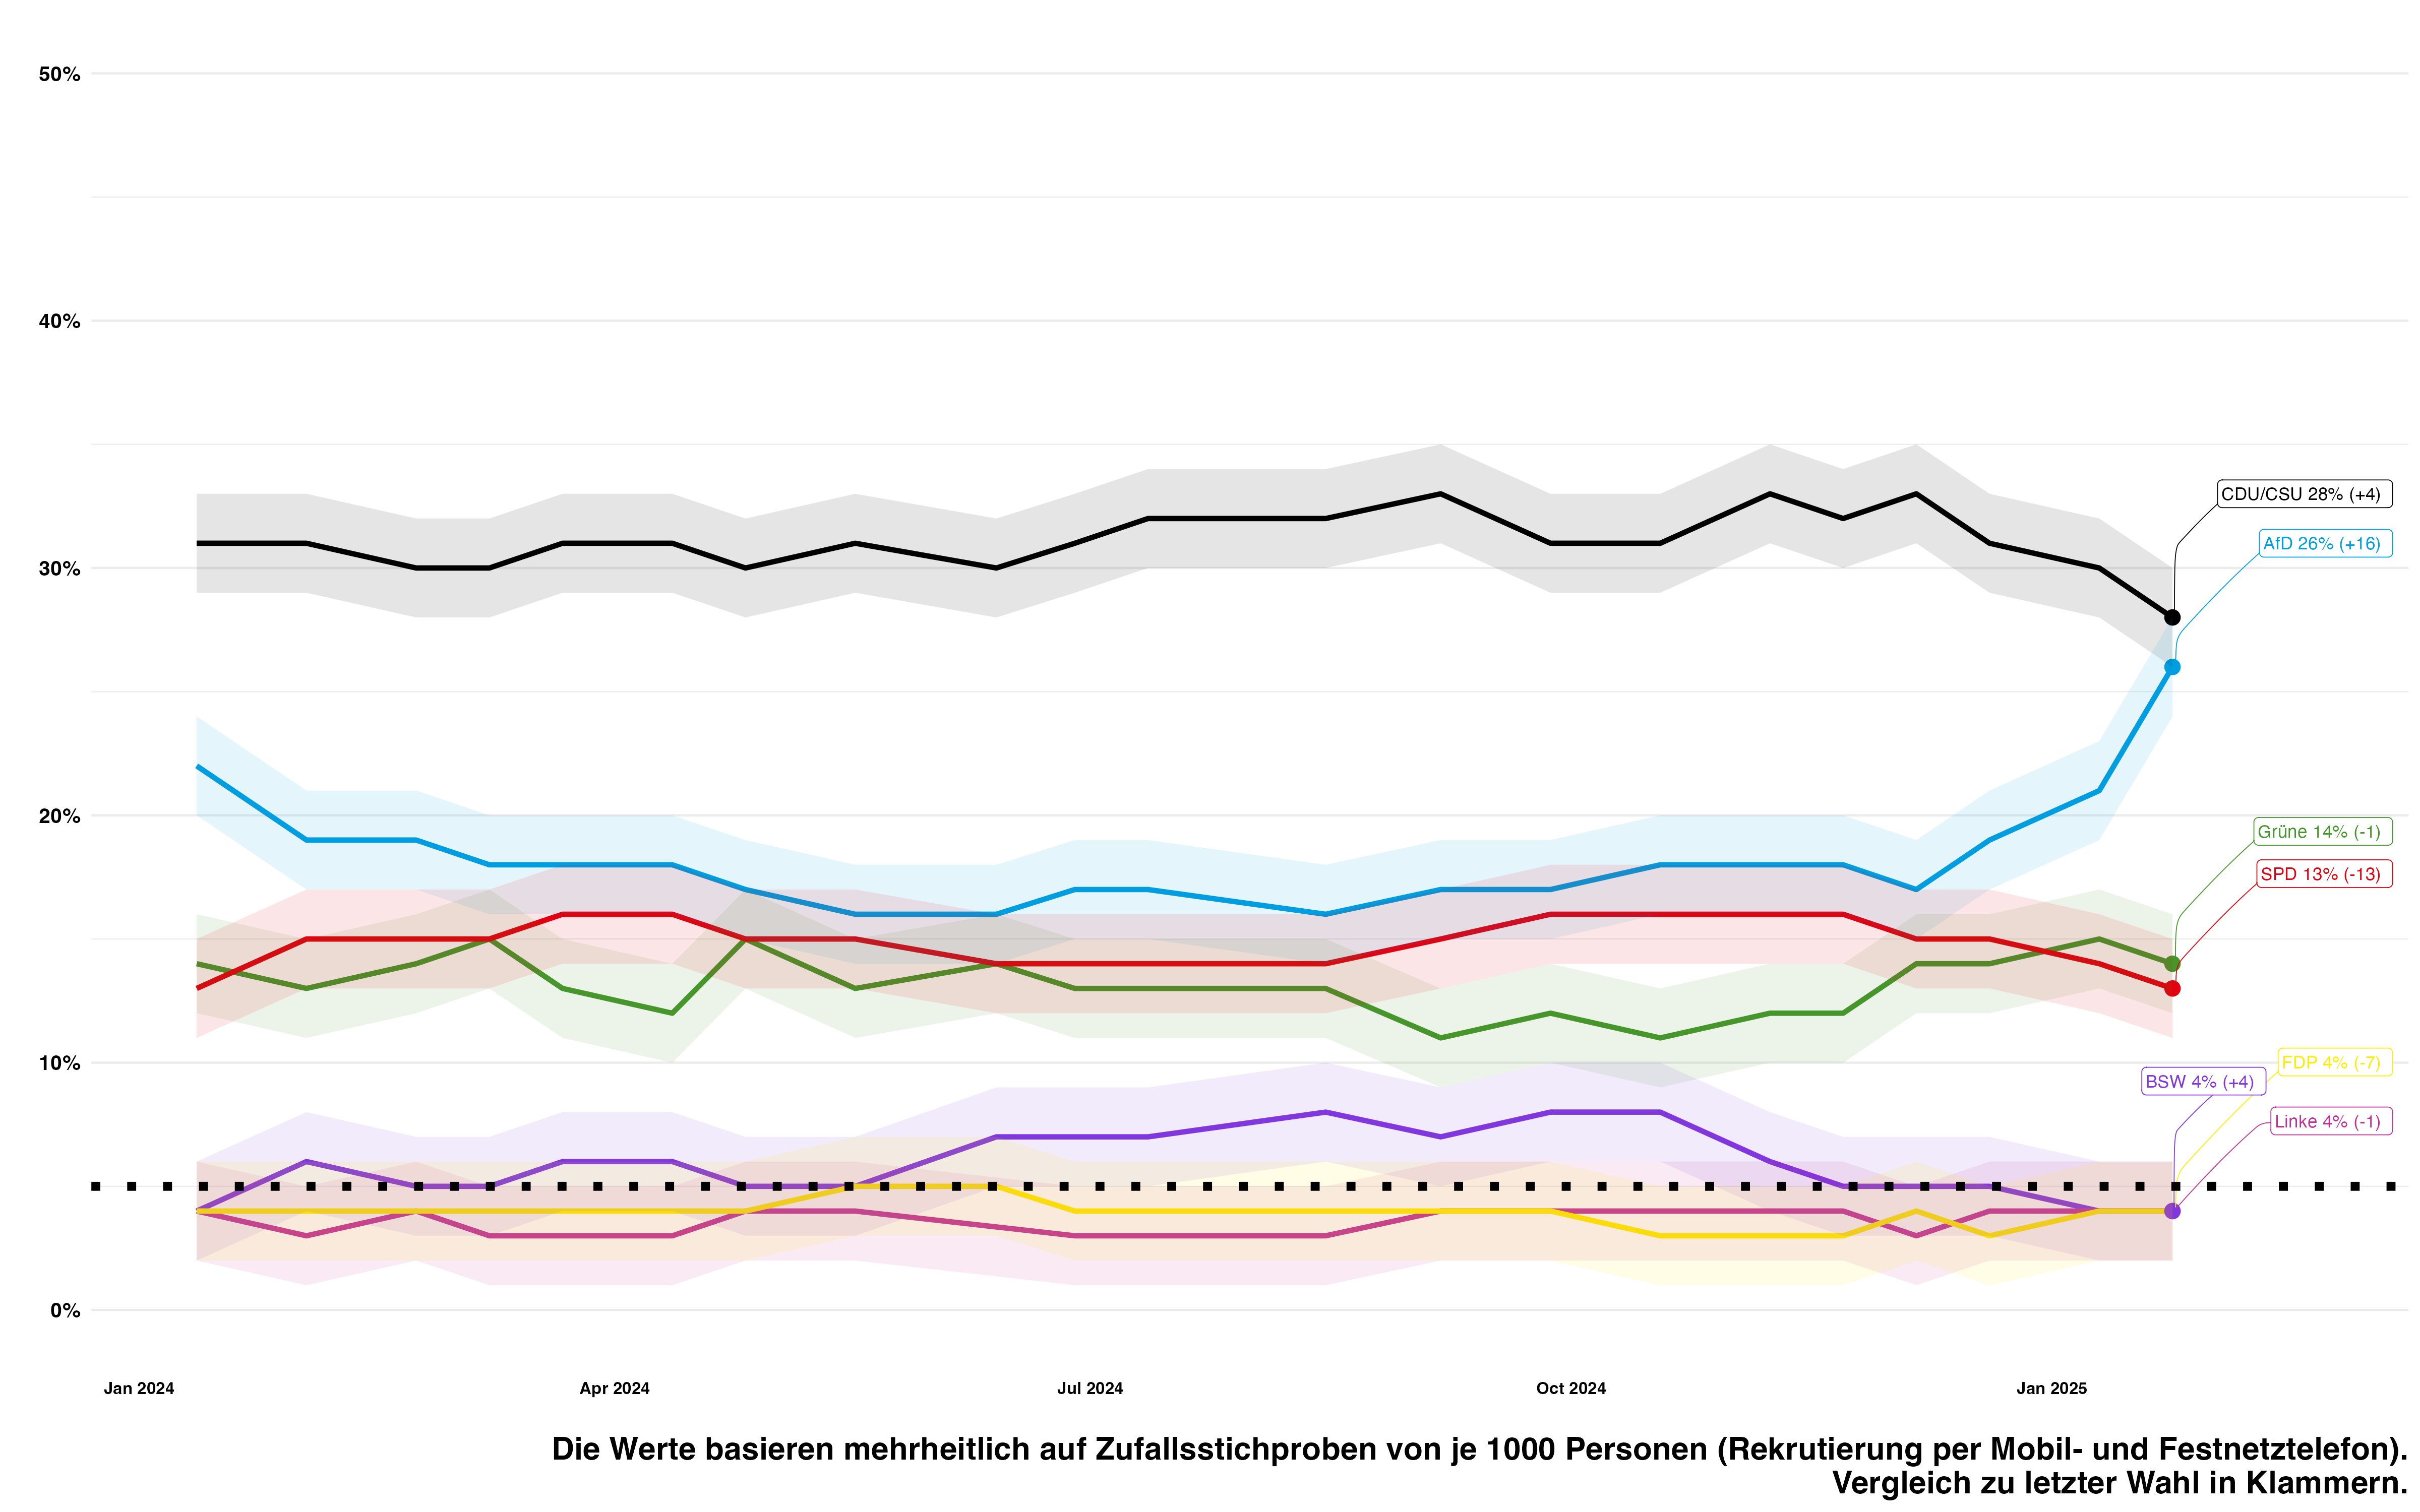 50%
40%
30%
20%
10%
0%
CDU/CSU 28% (+4)
AfD 26% (+16)
Grüne 14% (-1)
SPD 13% (-13)
FDP 4% (-7)
BSW 4% (+4)
Linke 4% (-1)
Jan 2024
Apr 2024
Jul 2024
Oct 2024
Jan 2025
Die Werte basieren mehrheitlich auf Zufallsstichproben von je 1000 Personen (Rekrutierung per Mobil- und Festnetztelefon).
Vergleich zu letzter Wahl in Klammern.